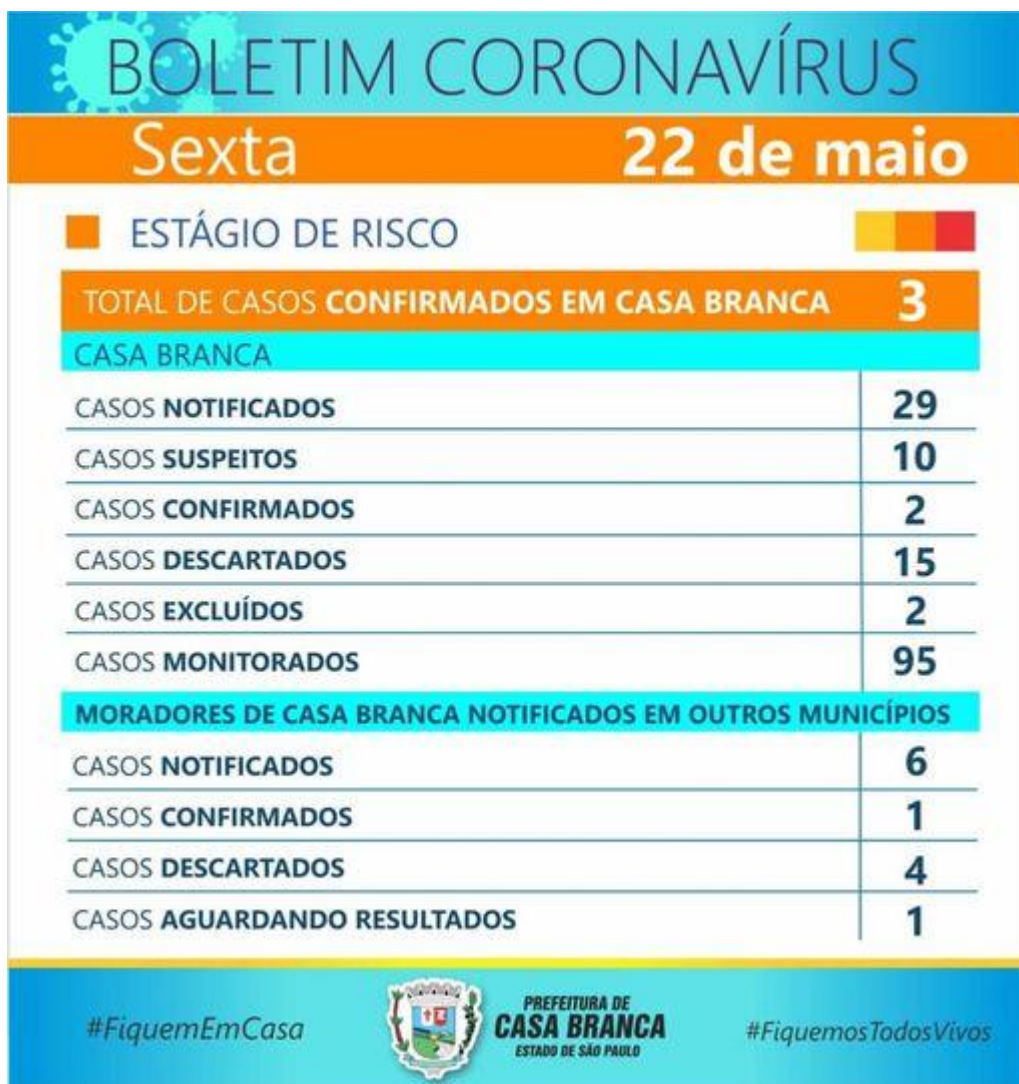 BOLETIM CORONAVÍRUS
Sexta 22 de maio
ESTÁGIO DE RISCO
TOTAL DE CASOS CONFIRMADOS EM CASA BRANCA 3
CASA BRANCA
CASOS NOTIFICADOS 29
CASOS SUSPEITOS 10
CASOS CONFIRMADOS 2
CASOS DESCARTADOS 15
CASOS EXCLUÍDOS 2
CASOS MONITORADOS 95
MORADORES DE CASA BRANCA NOTIFICADOS EM OUTROS MUNICÍPIOS
CASOS NOTIFICADOS 6
CASOS CONFIRMADOS 1
CASOS DESCARTADOS 4
CASOS AGUARDANDO RESULTADOS 1
#FiquemEmCasa
PREFEITURA DE
CASA BRANCA
ESTADO DE SÃO PAULO
#FiquemosTodosVivos